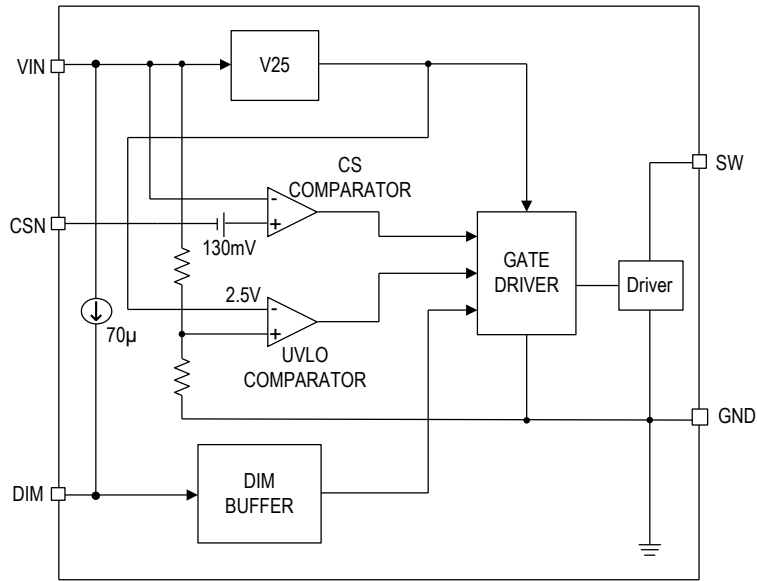 VIN
V25
SW
CS
COMPARATOR
-
+
CSN
130mV
GATE
DRIVER
Driver
2.5V
-
+
70µ
UVLO
COMPARATOR
GND
DIM
DIM
BUFFER